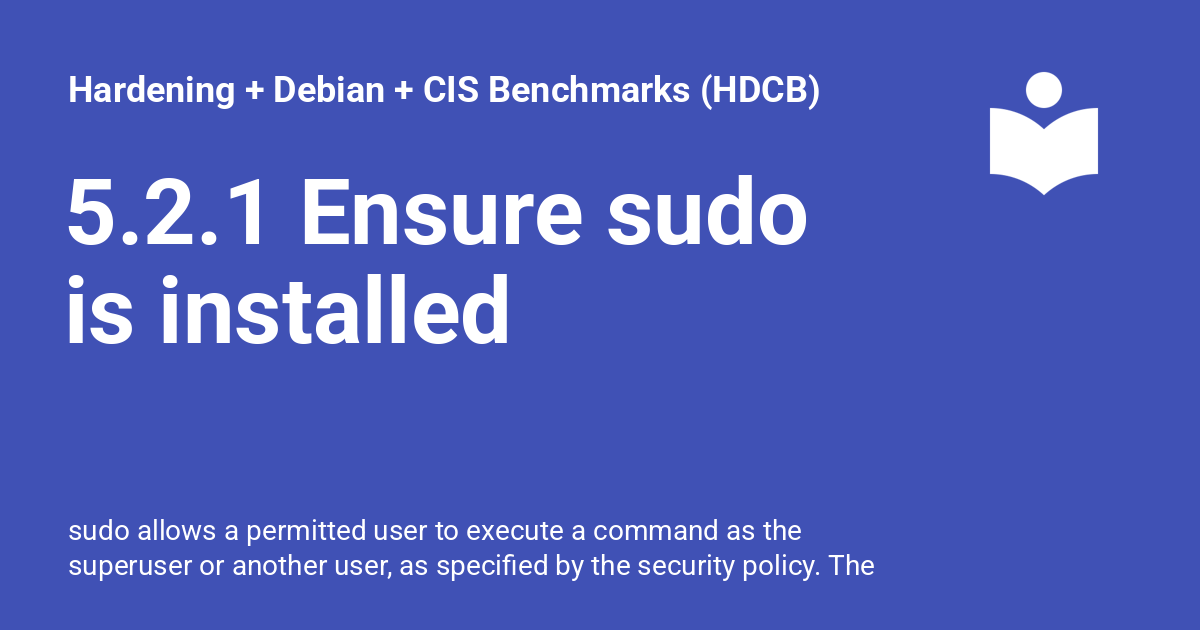 Hardening + Debian + CIS Benchmarks (HDCB)
5.2.1 Ensure sudo
is installed
sudo allows a permitted user to execute a command as the
superuser or another user, as specified by the security policy. The